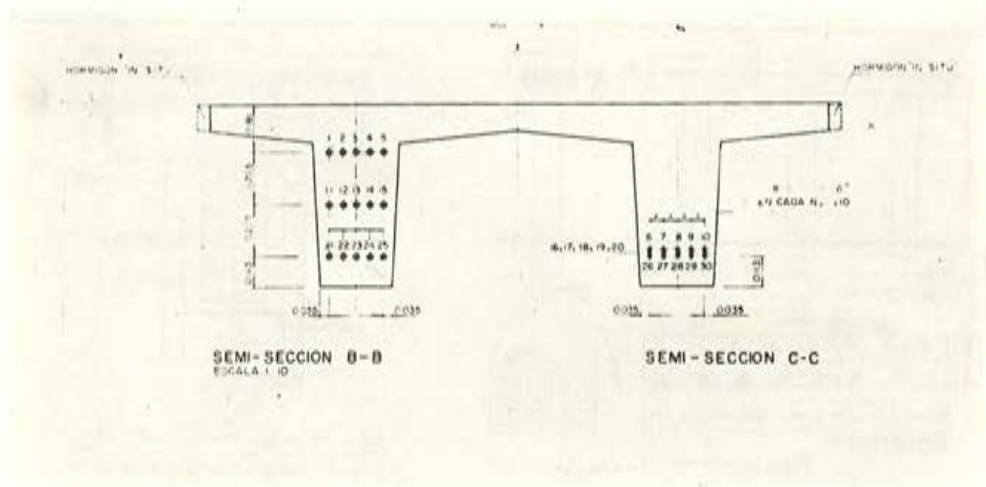 HORMIGON IN SITU
HORMIGON IN SITU
1 2 3 4 5
11 12 13 14 15
21 22 23 24 25
6 7 8 9 10
16, 17, 18, 19, 20
26 27 28 29 30
EN CADA
0.035 0.035
0.035 0.035
SEMI-SECCION B-B
ESCALA 1:10
SEMI-SECCION C-C